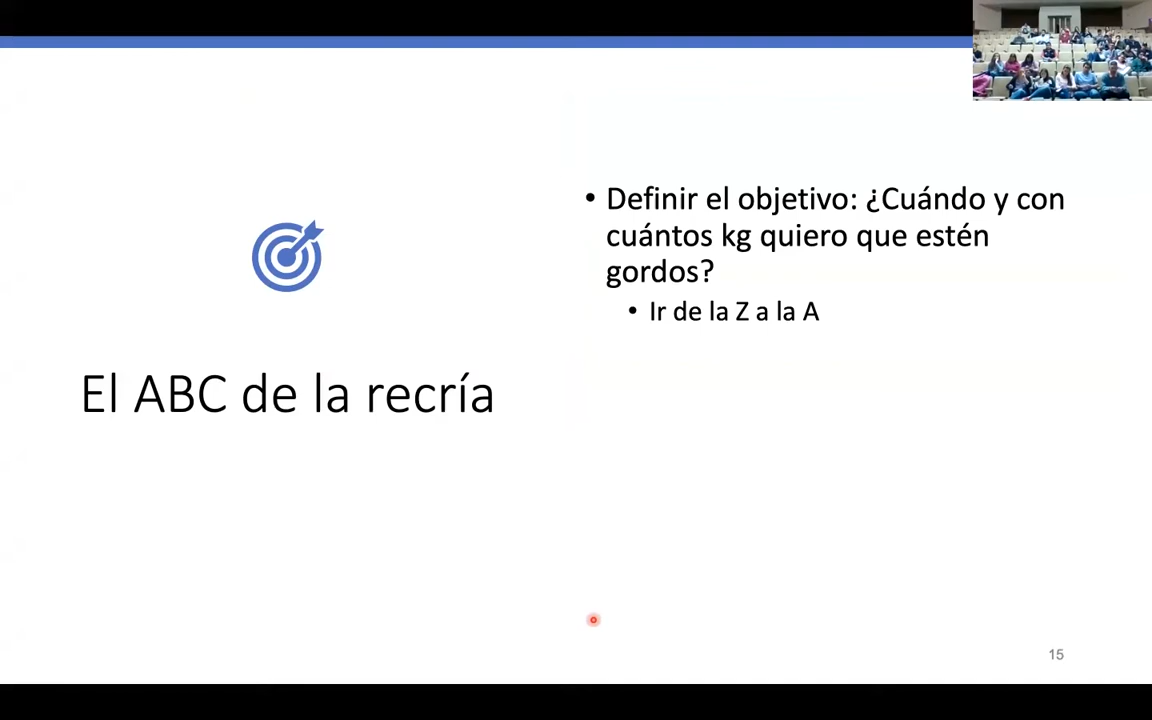 El ABC de la recría
• Definir el objetivo: ¿Cuándo y con
cuántos kg quiero que estén
gordos?
• Ir de la Z a la A
15